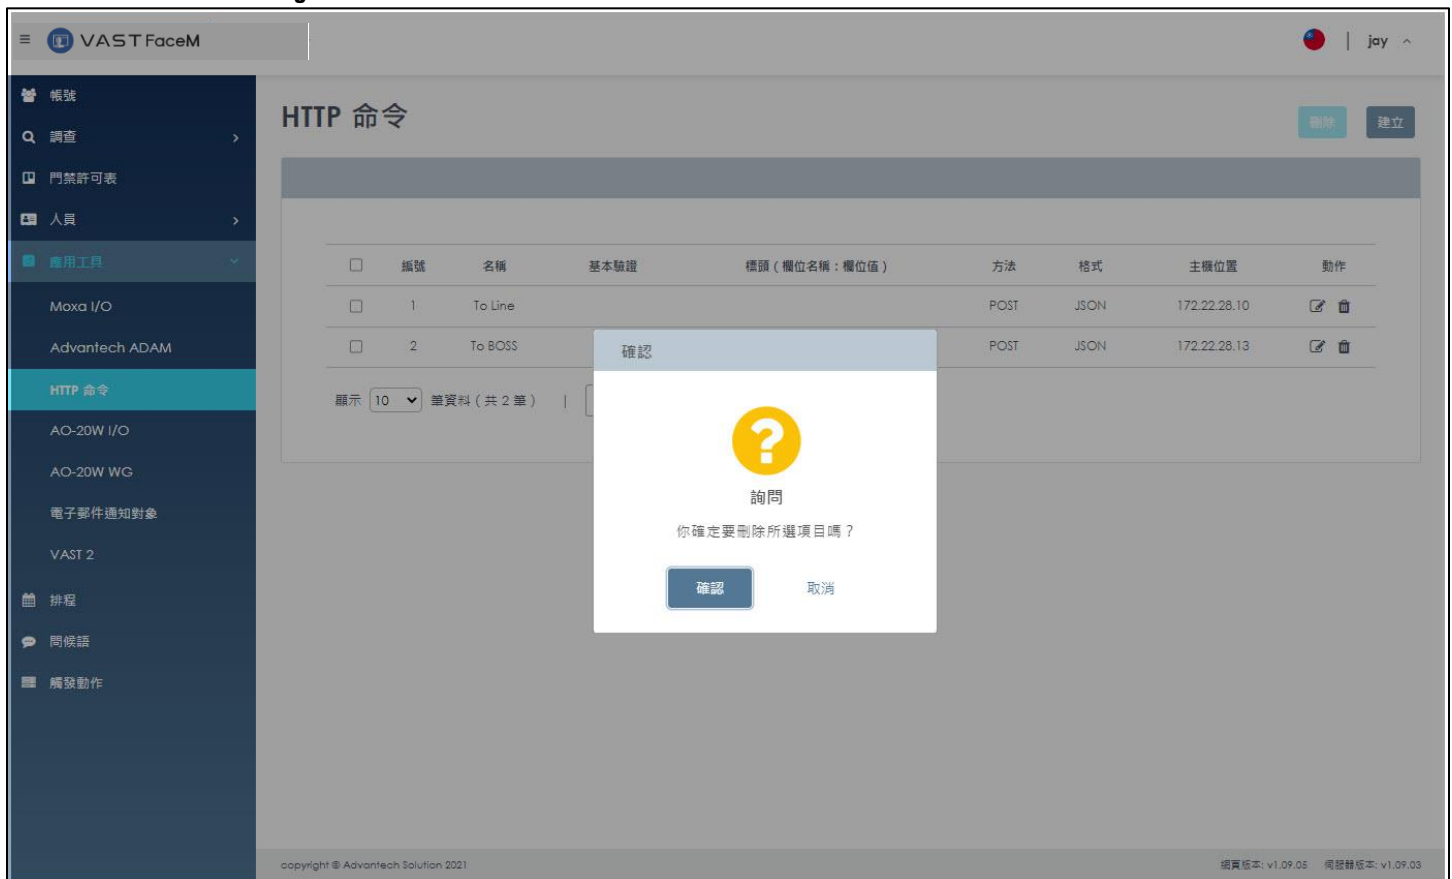 VAST FaceM
jay
帳號
調查
門禁許可表
人員
應用工具
Moxa I/O
Advantech ADAM
HTTP 命令
AO-20W I/O
AO-20W WG
電子郵件通知對象
VAST 2
排程
問候語
觸發動作
HTTP 命令
刪除 建立
編號 名稱 基本驗證 標頭 ( 欄位名稱 : 欄位值 ) 方法 格式 主機位置 動作
1 To Line POST JSON 172.22.28.10
2 To BOSS POST JSON 172.22.28.13
顯示 10 筆資料 ( 共 2 筆 ) |
確認
詢問
你確定要刪除所選項目嗎 ?
確認 取消
copyright © Advantech Solution 2021
網頁版本: v1.09.05 伺服器版本: v1.09.03